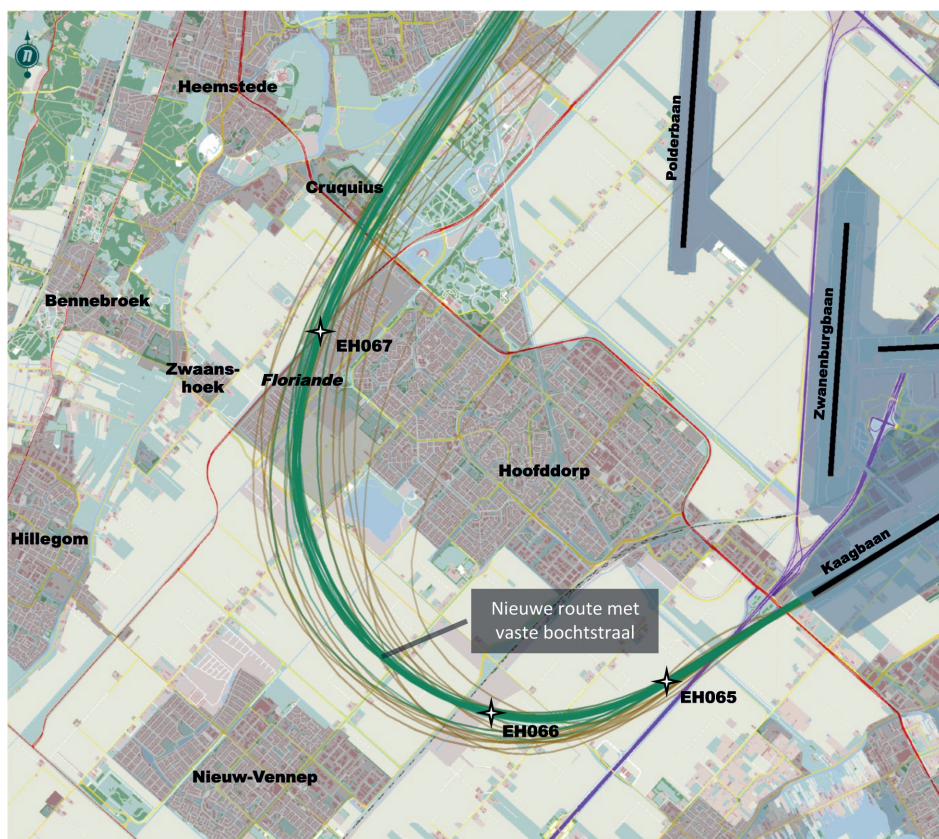 n
Heemstede
Polderbaan
Cruquius
Zwanenburgbaan
Bennebroek
EH067
Zwaans-
hoek
Floriande
Hoofddorp
Hillegom
Kaagbaan
Nieuwe route met
vaste bochtstraal
EH065
EH066
Nieuw-Vennep